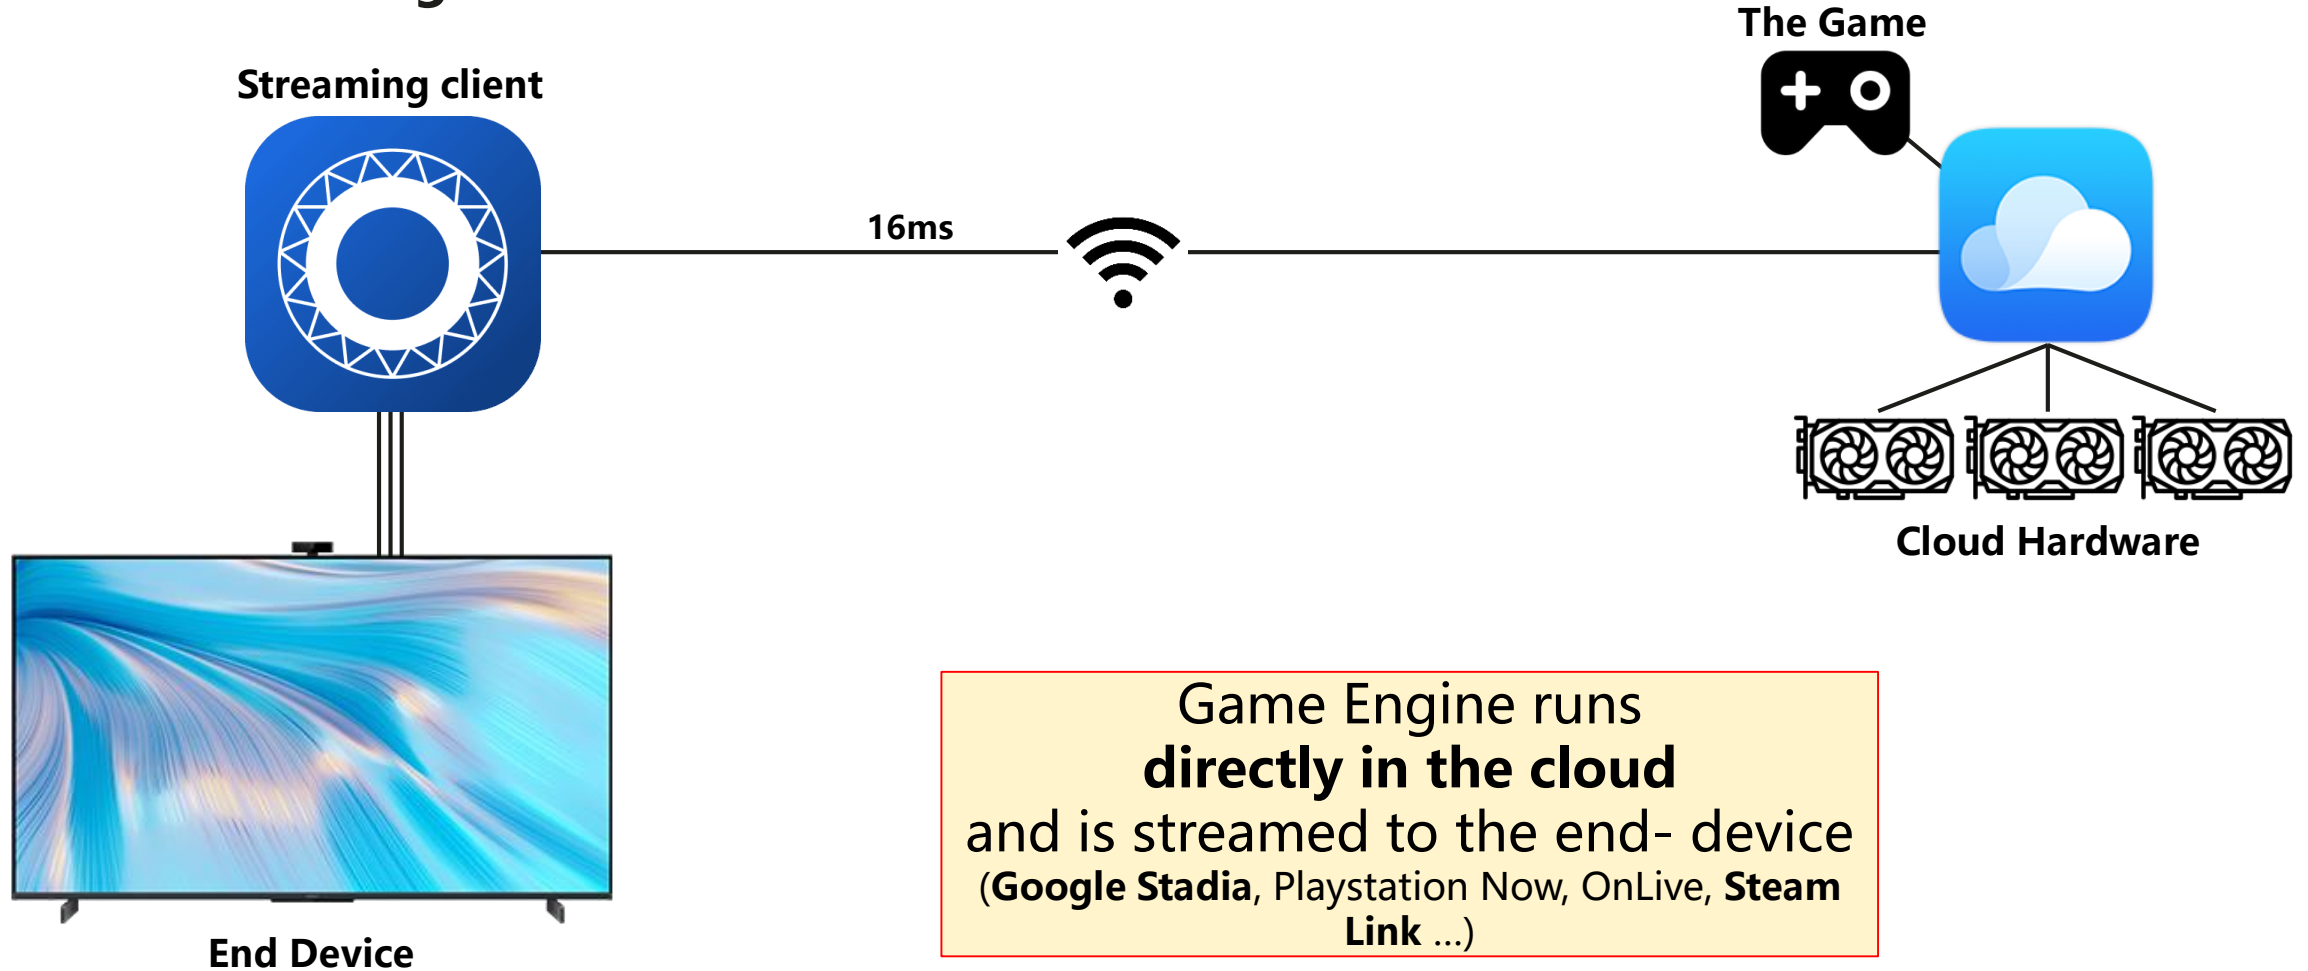 The Game
Streaming client
16ms
Cloud Hardware
Game Engine runs
directly in the cloud
and is streamed to the end- device
(Google Stadia, Playstation Now, OnLive, Steam
Link ...)
End Device